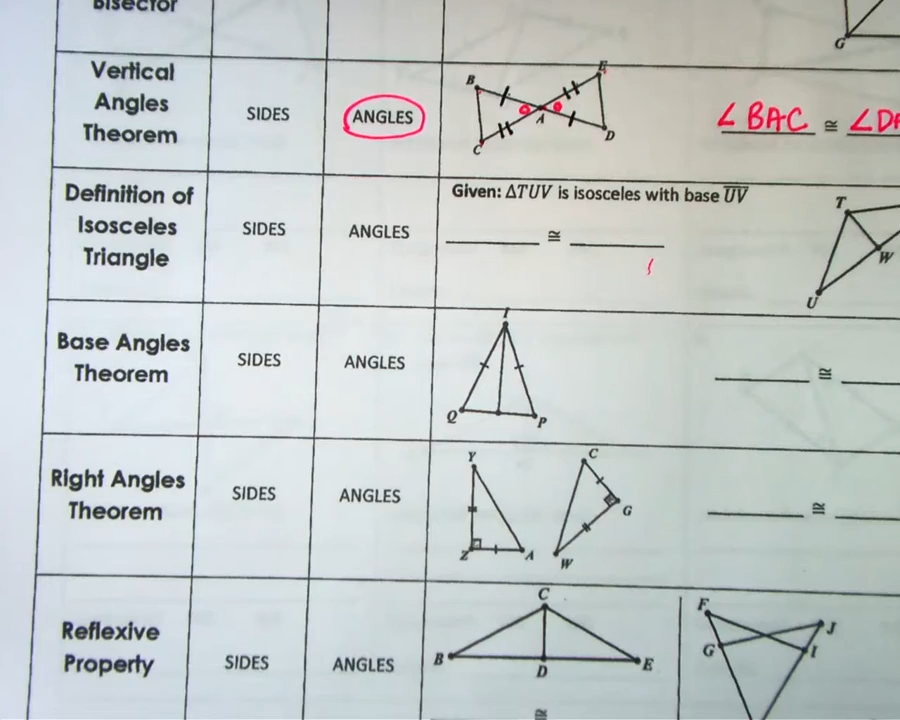 Bisector
G
Vertical
Angles
Theorem
SIDES
ANGLES
B
E
A
C
D
∠BAC ≅ ∠DA
Definition of
Isosceles
Triangle
SIDES
ANGLES
Given: ΔTUV is isosceles with base UV
≅
T
W
U
Base Angles
Theorem
SIDES
ANGLES
Q
P
≅
Right Angles
Theorem
SIDES
ANGLES
Y
Z
A
C
G
W
≅
Reflexive
Property
SIDES
ANGLES
C
B
D
E
≅
F
G
J
I